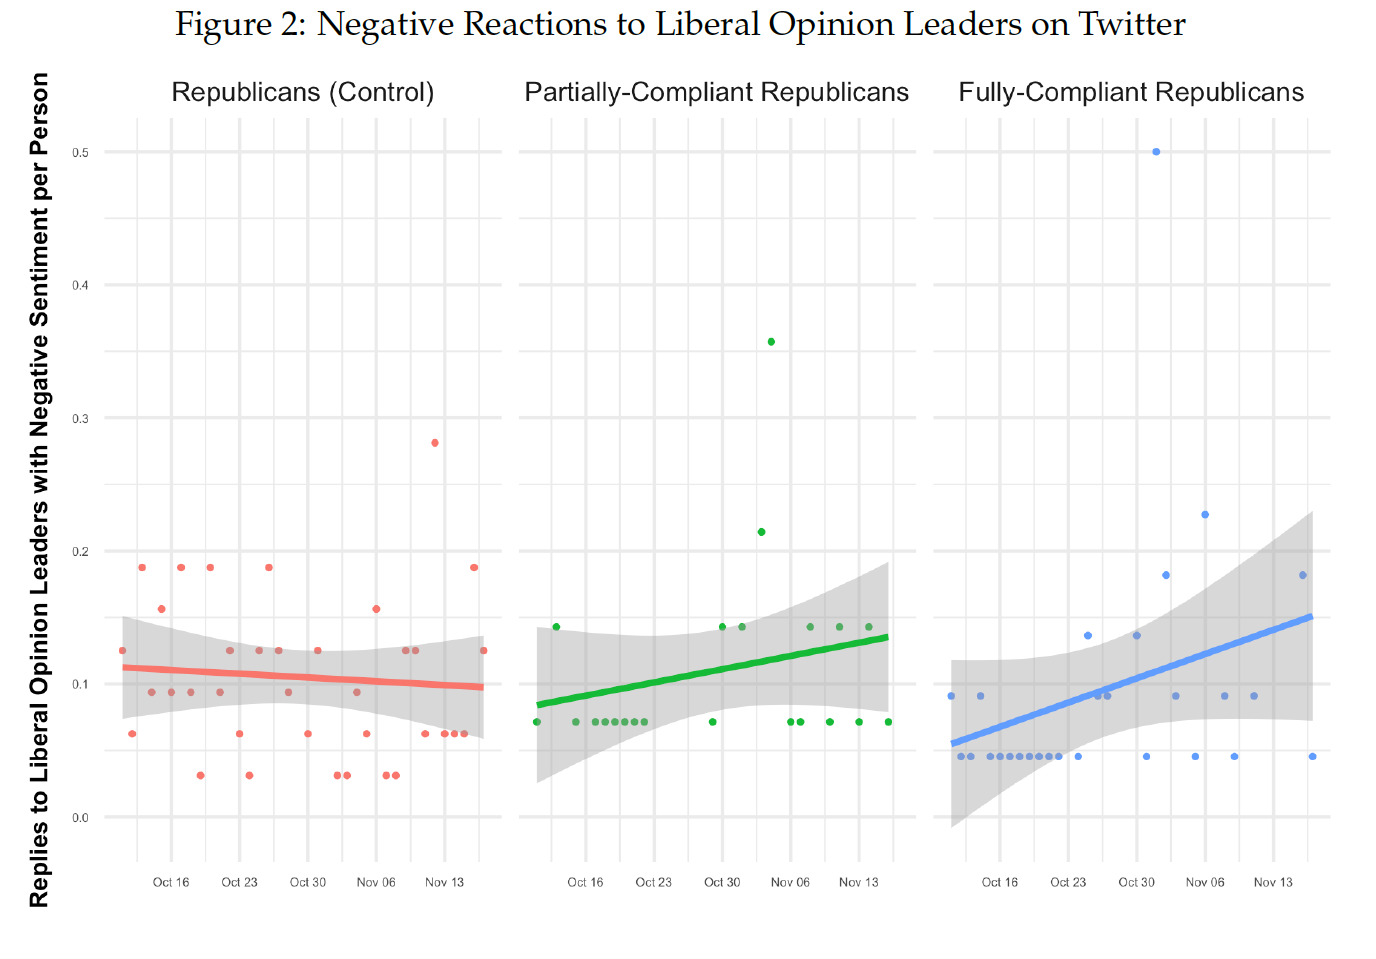 Figure 2: Negative Reactions to Liberal Opinion Leaders on Twitter
Replies to Liberal Opinion Leaders with Negative Sentiment per Person
Republicans (Control)
Partially-Compliant Republicans
Fully-Compliant Republicans
0.5
0.4
0.3
0.2
0.1
0.0
Oct 16 Oct 23 Oct 30 Nov 06 Nov 13
Oct 16 Oct 23 Oct 30 Nov 06 Nov 13
Oct 16 Oct 23 Oct 30 Nov 06 Nov 13